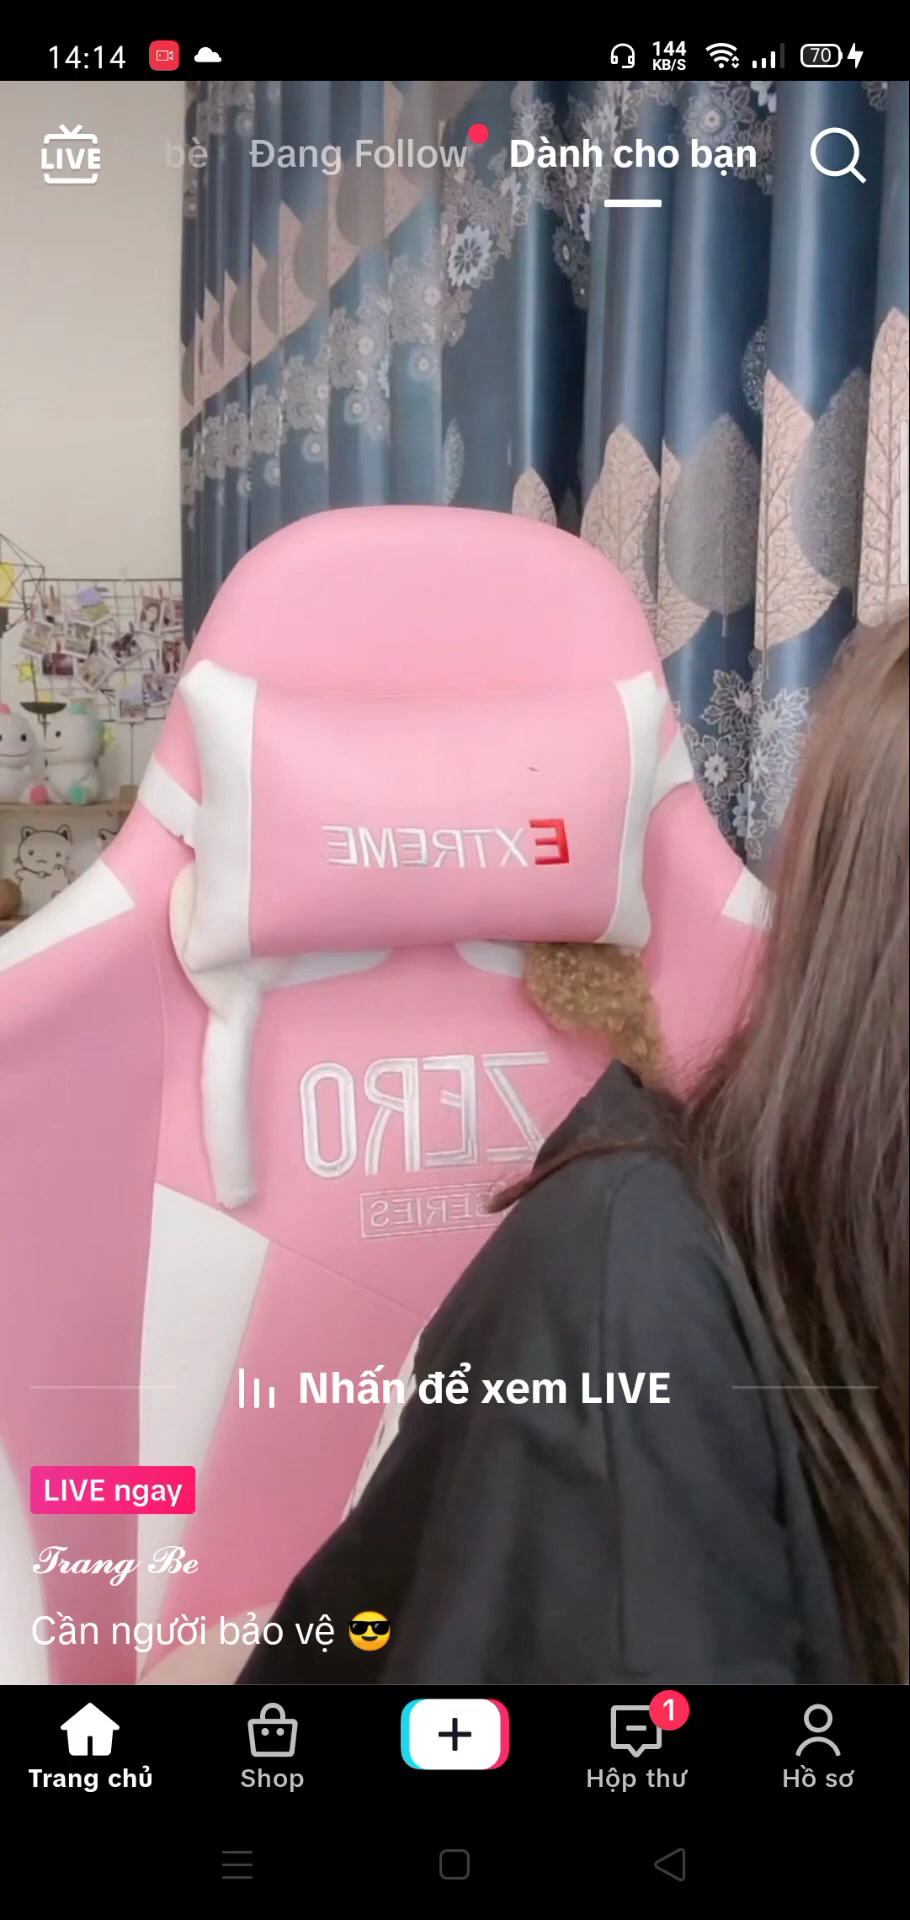 14:14 144 KB/S 70
LIVE bè Đang Follow Dành cho bạn
EXTREME
ZERO
SERIES
Nhấn để xem LIVE
LIVE ngay
Trang Be
Cần người bảo vệ 😎
1
Trang chủ Shop Hộp thư Hồ sơ